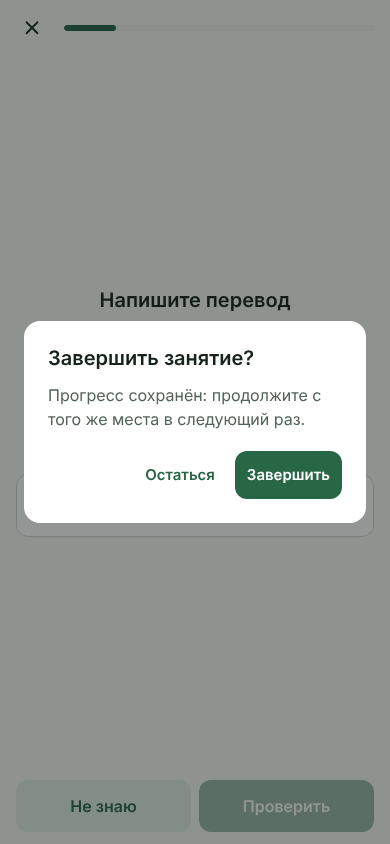 Напишите перевод
Завершить занятие?
Прогресс сохранён: продолжите с
того же места в следующий раз.
Остаться
Завершить
Не знаю
Проверить